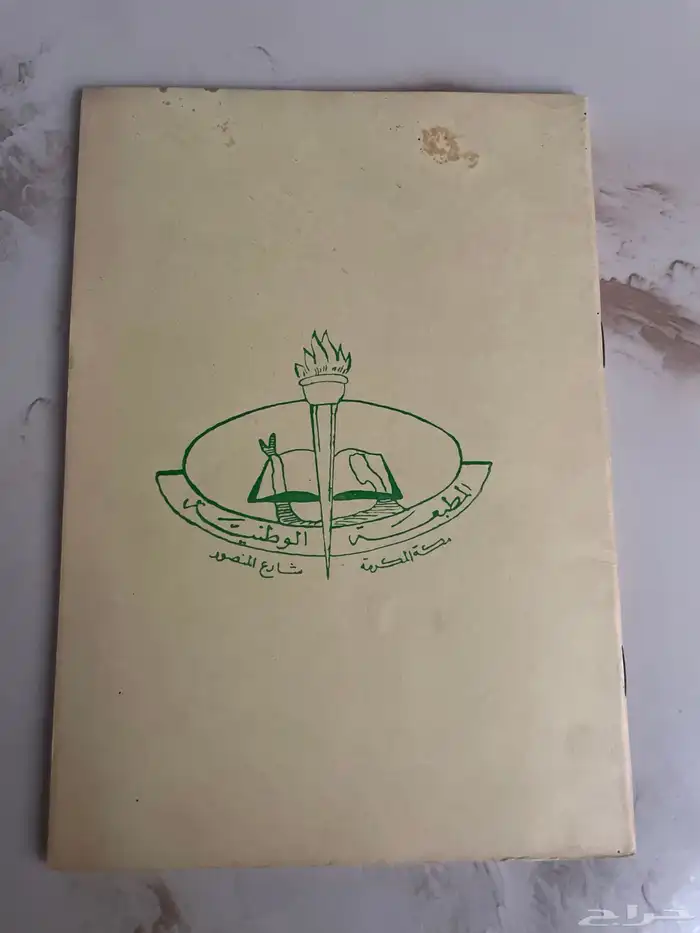 المطبعة الوطنية
مكة المكرمة شارع المنصور
حراج